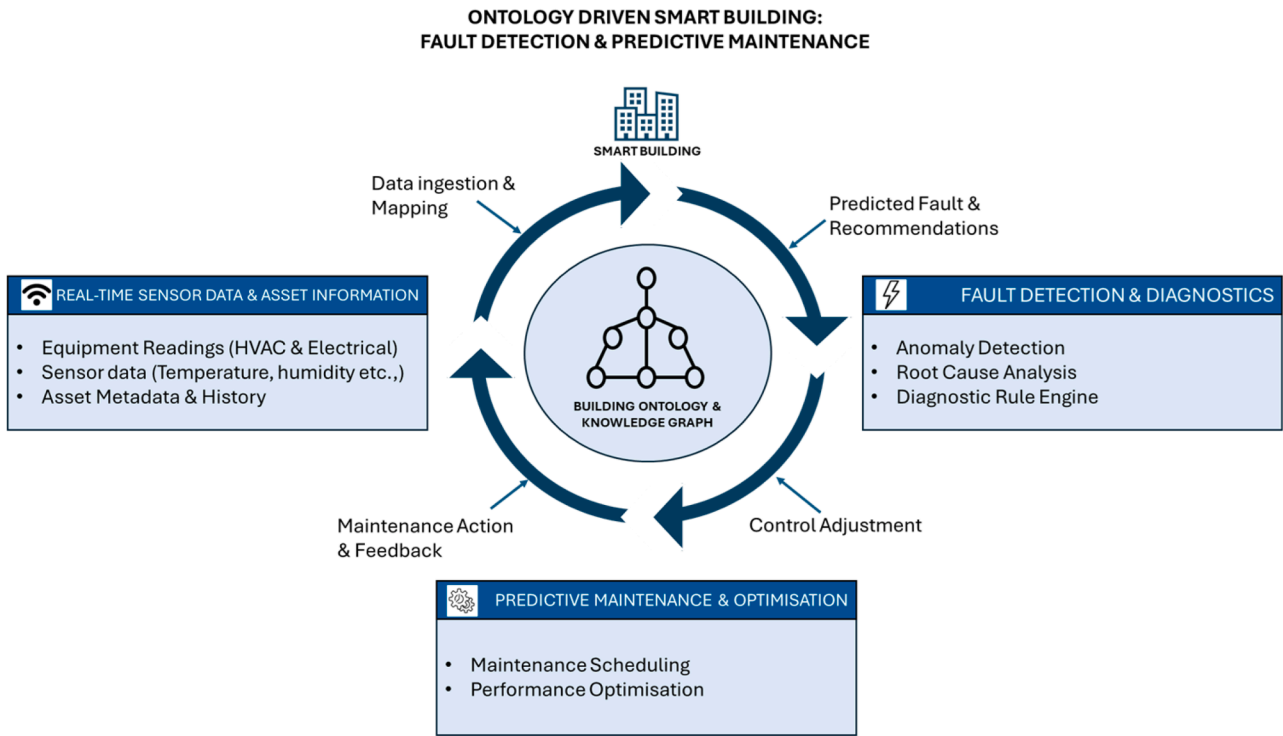 ONTOLOGY DRIVEN SMART BUILDING:
FAULT DETECTION & PREDICTIVE MAINTENANCE
SMART BUILDING
Data ingestion &
Mapping
Predicted Fault &
Recommendations
REAL-TIME SENSOR DATA & ASSET INFORMATION
• Equipment Readings (HVAC & Electrical)
• Sensor data (Temperature, humidity etc.,)
• Asset Metadata & History
BUILDING ONTOLOGY &
KNOWLEDGE GRAPH
FAULT DETECTION & DIAGNOSTICS
• Anomaly Detection
• Root Cause Analysis
• Diagnostic Rule Engine
Maintenance Action
& Feedback
Control Adjustment
PREDICTIVE MAINTENANCE & OPTIMISATION
• Maintenance Scheduling
• Performance Optimisation